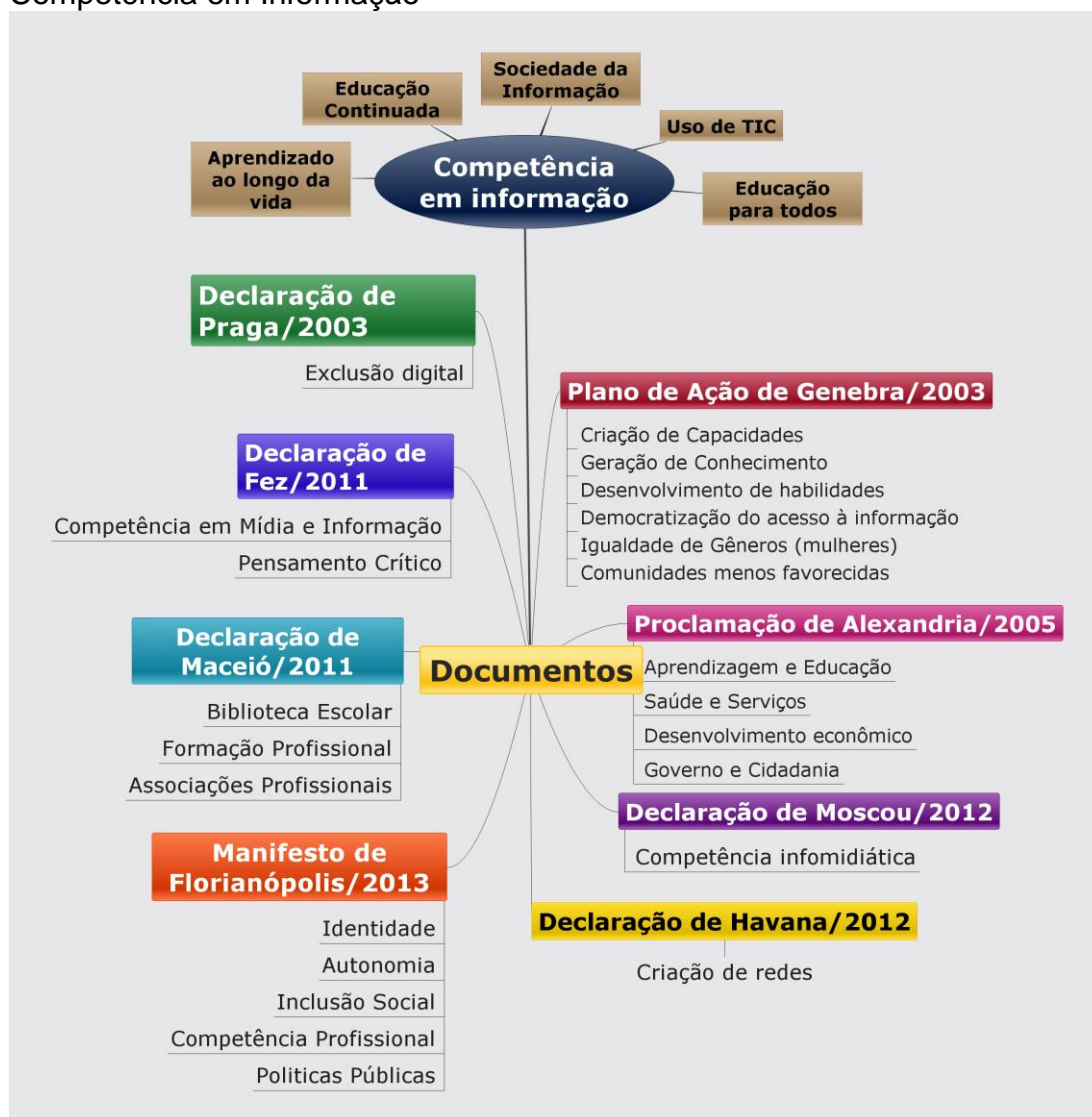 Competência em Informação
Sociedade da
Informação
Educação
Continuada
Uso de TIC
Aprendizado
ao longo da
vida
Competência
em informação
Educação
para todos
Declaração de
Praga/2003
Exclusão digital
Plano de Ação de Genebra/2003
Criação de Capacidades
Geração de Conhecimento
Desenvolvimento de habilidades
Democratização do acesso à informação
Igualdade de Gêneros (mulheres)
Comunidades menos favorecidas
Declaração de
Fez/2011
Competência em Mídia e Informação
Pensamento Crítico
Declaração de
Maceió/2011
Biblioteca Escolar
Formação Profissional
Associações Profissionais
Documentos
Proclamação de Alexandria/2005
Aprendizagem e Educação
Saúde e Serviços
Desenvolvimento econômico
Governo e Cidadania
Declaração de Moscou/2012
Competência infomidiática
Manifesto de
Florianópolis/2013
Identidade
Autonomia
Inclusão Social
Competência Profissional
Politicas Públicas
Declaração de Havana/2012
Criação de redes